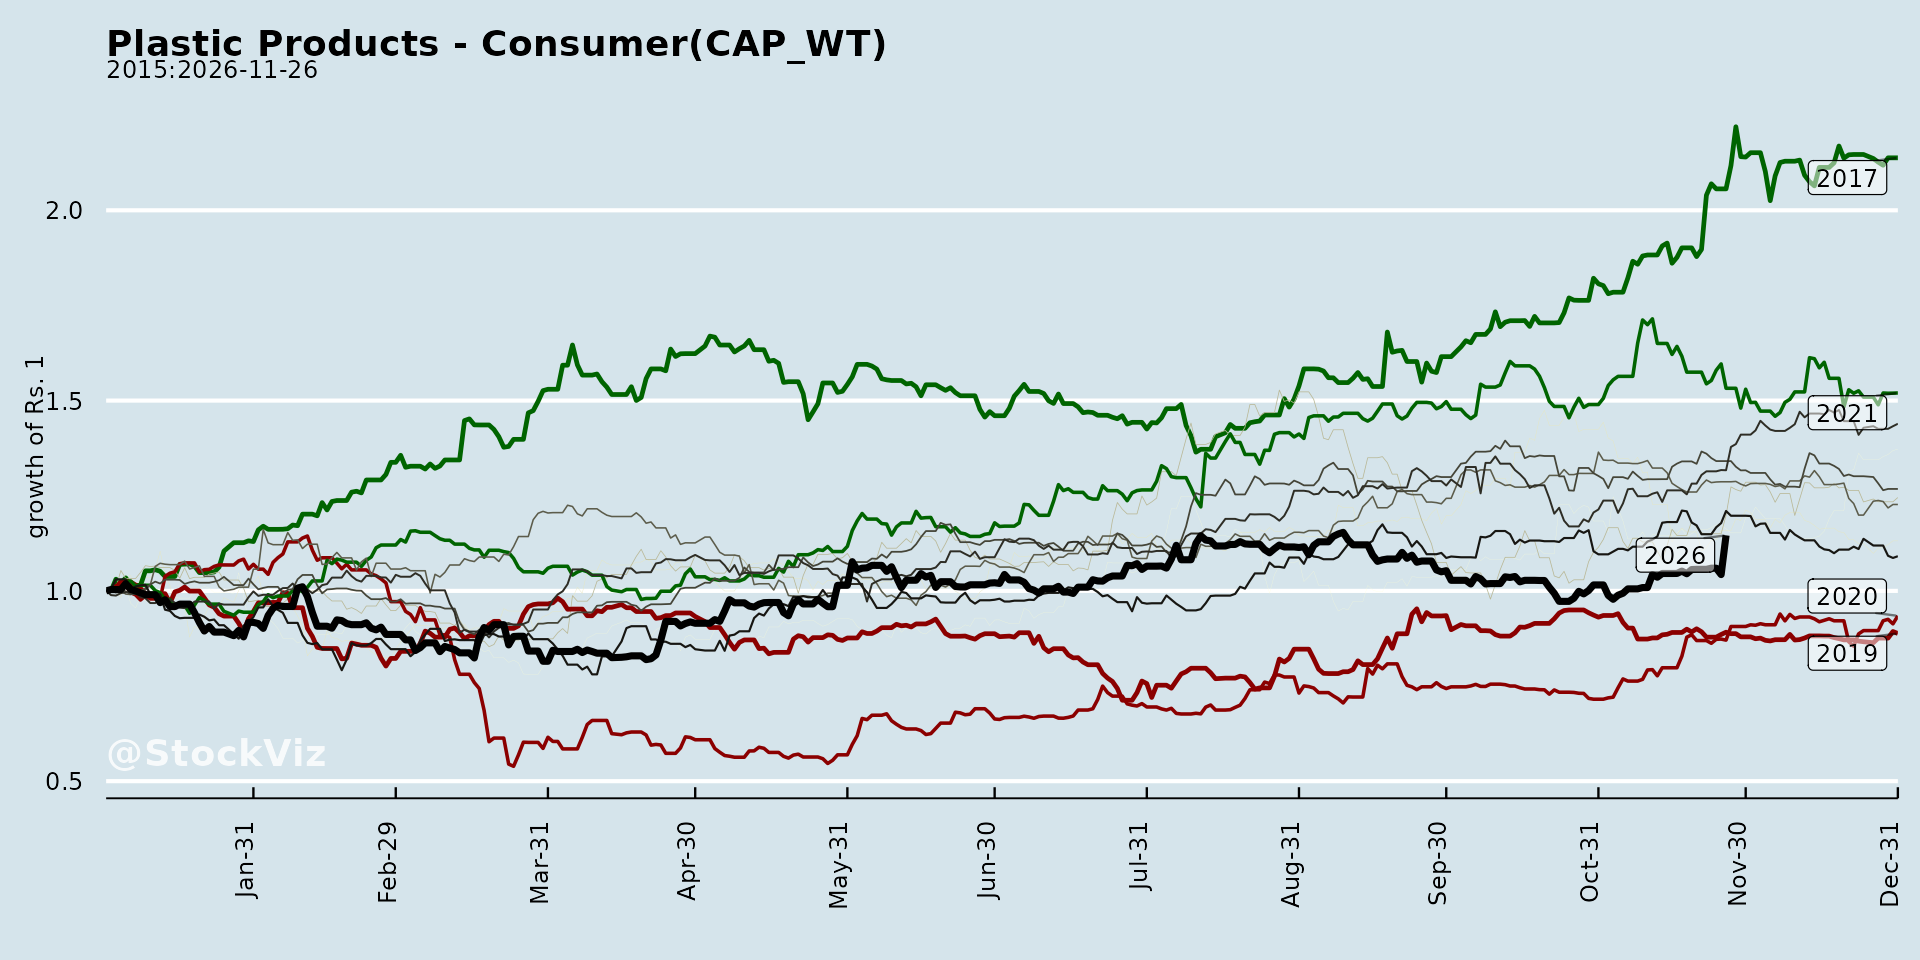 Plastic Products - Consumer(CAP_WT)
2015:2026-11-26
growth of Rs. 1
2.0
1.5
1.0
0.5
2017
2021
2026
2020
2019
@StockViz
Jan-31
Feb-29
Mar-31
Apr-30
May-31
Jun-30
Jul-31
Aug-31
Sep-30
Oct-31
Nov-30
Dec-31